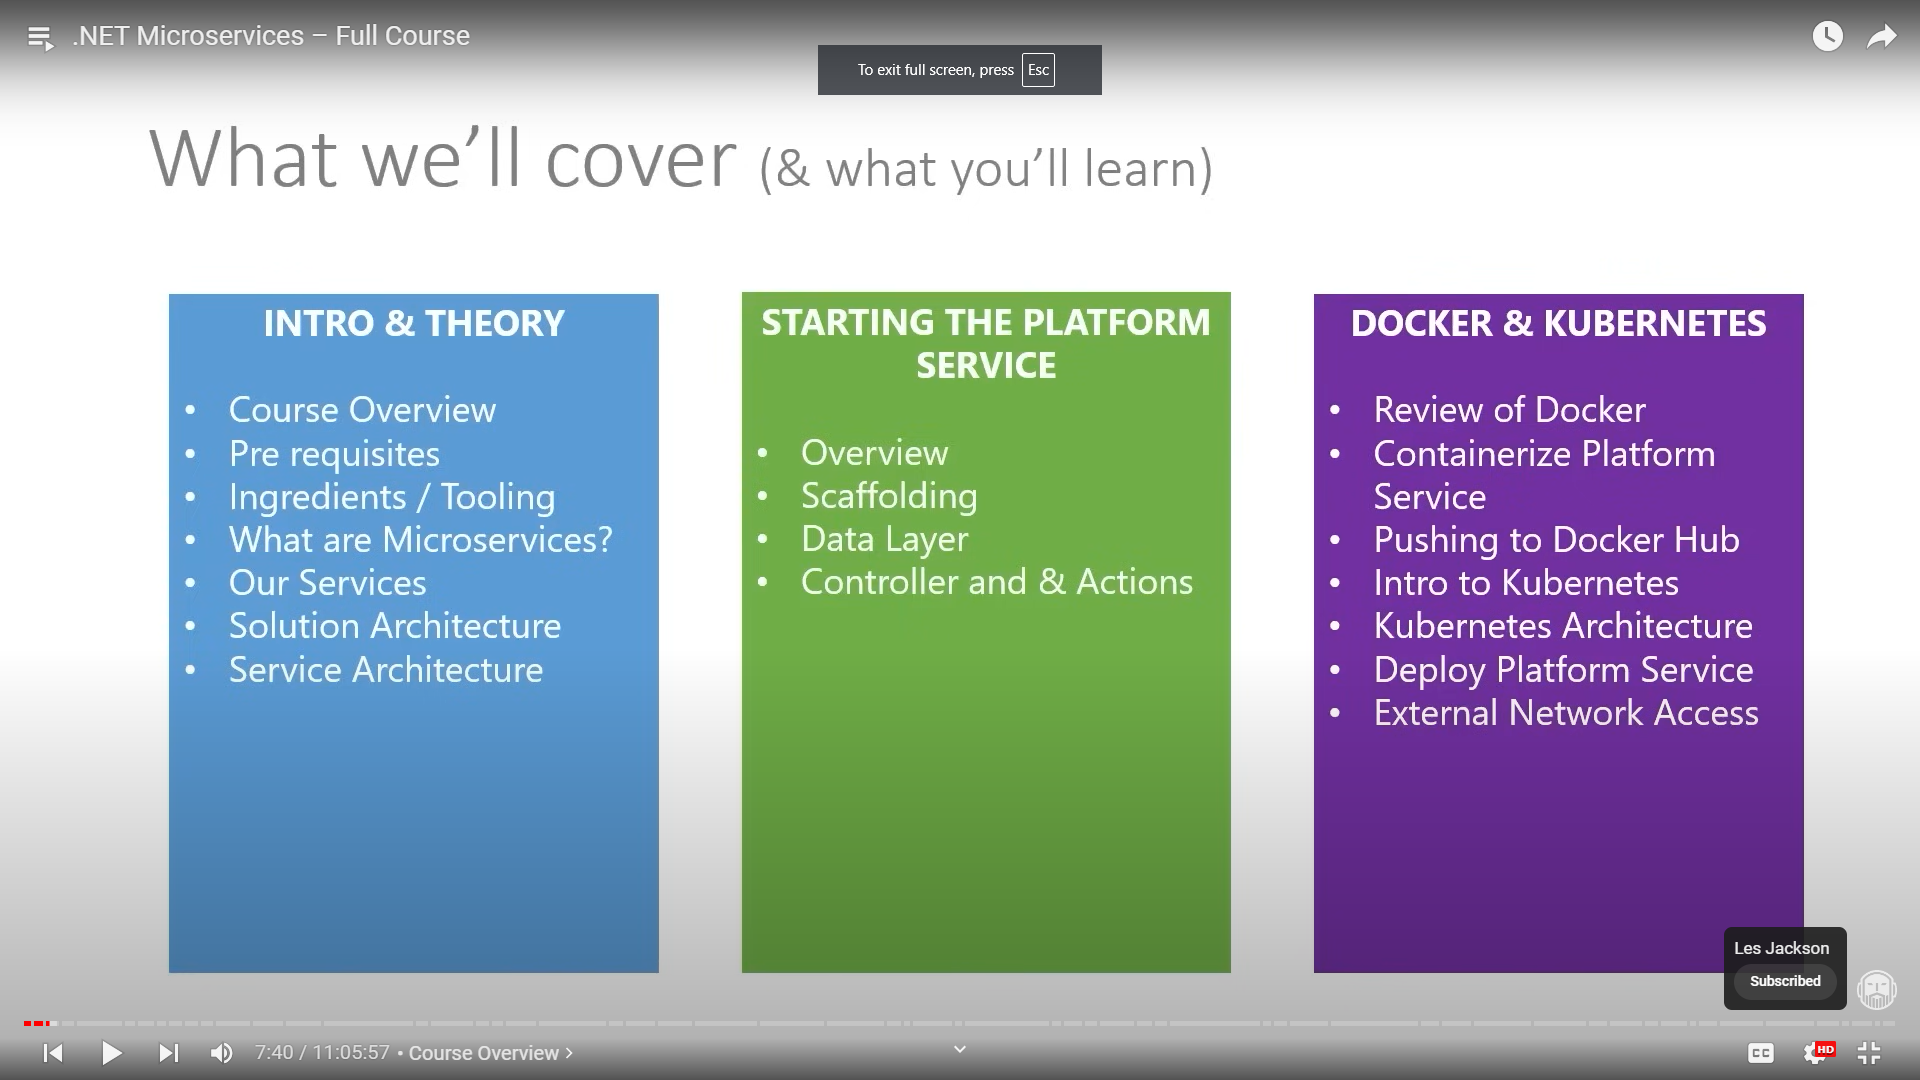 .NET Microservices – Full Course
To exit full screen, press Esc
What we'll cover (& what you'll learn)
INTRO & THEORY
• Course Overview
• Pre requisites
• Ingredients / Tooling
• What are Microservices?
• Our Services
• Solution Architecture
• Service Architecture
STARTING THE PLATFORM
SERVICE
• Overview
• Scaffolding
• Data Layer
• Controller and & Actions
DOCKER & KUBERNETES
• Review of Docker
• Containerize Platform
Service
• Pushing to Docker Hub
• Intro to Kubernetes
• Kubernetes Architecture
• Deploy Platform Service
• External Network Access
Les Jackson
Subscribed
7:40 / 11:05:57 • Course Overview >
CC
HD